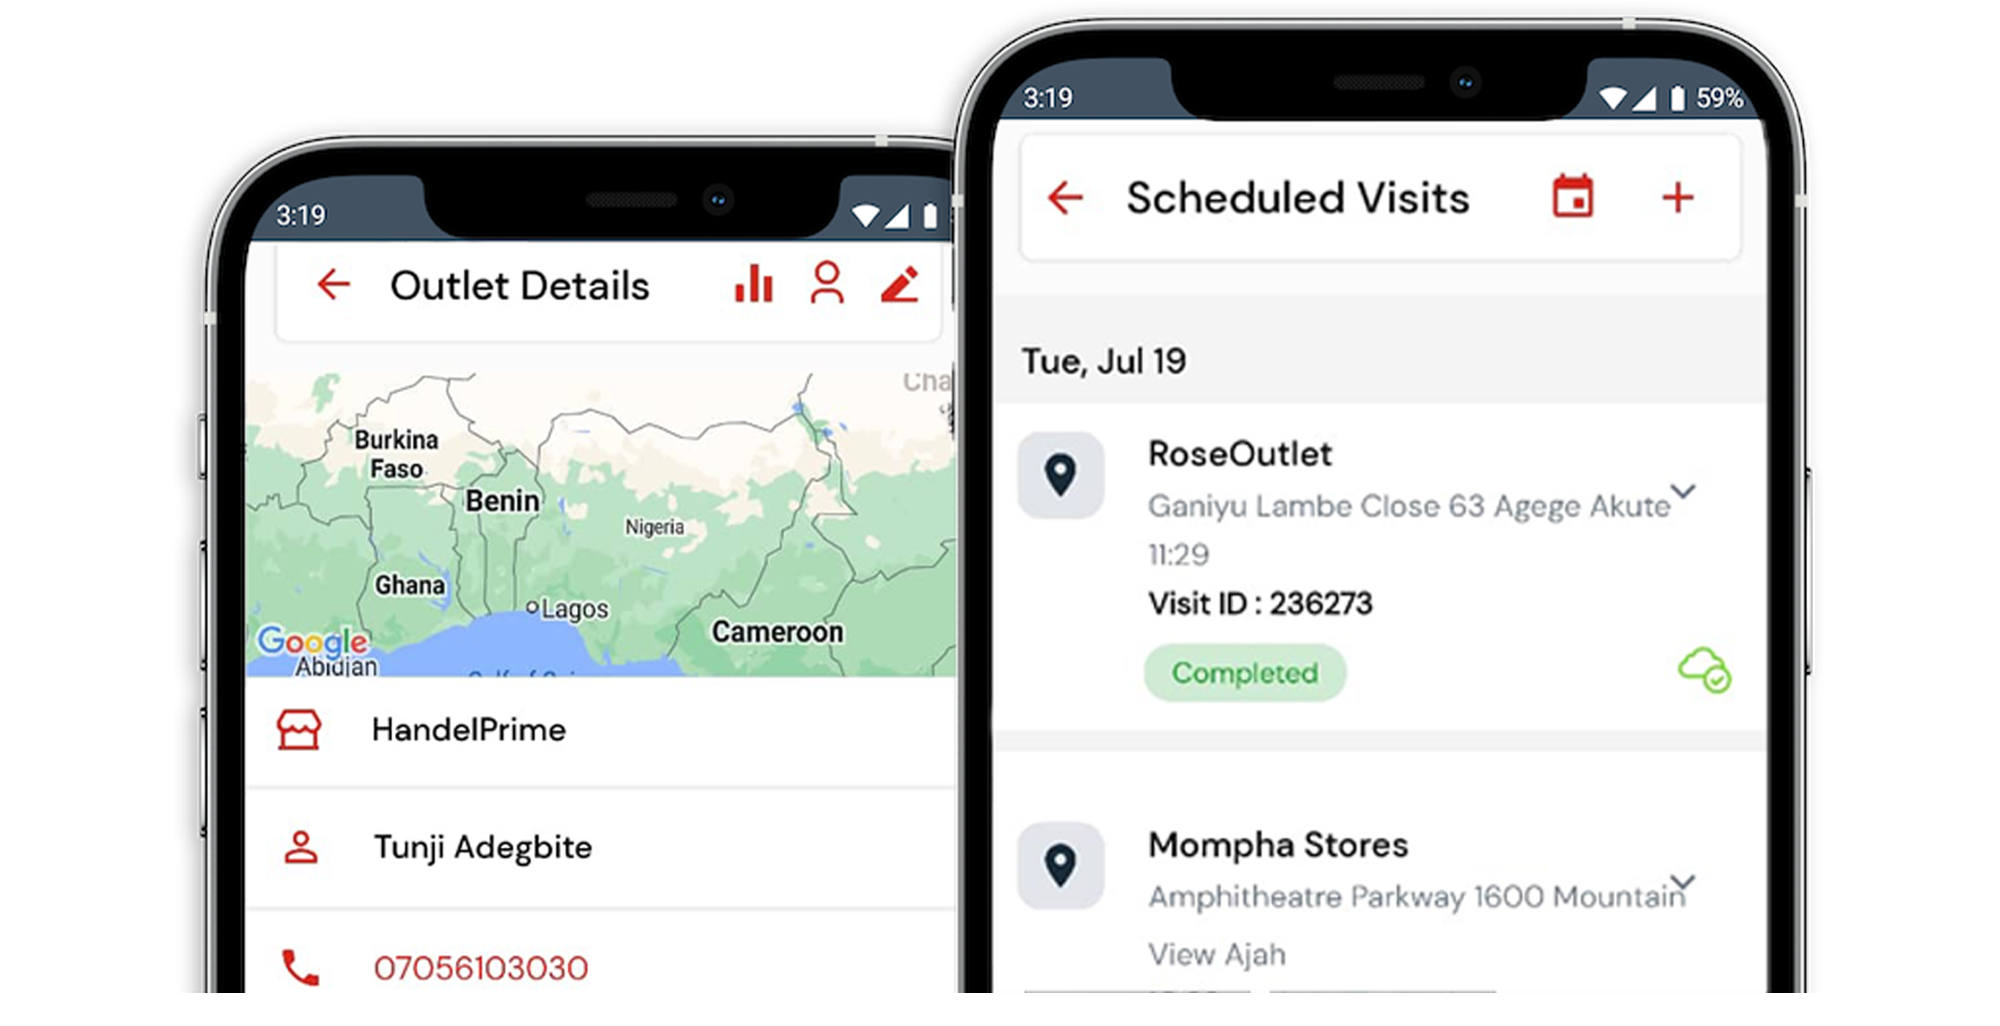 3:19
Outlet Details
Cha
Burkina
Faso
Benin
Nigeria
Ghana
Lagos
Cameroon
Google
Abidjan
HandelPrime
Tunji Adegbite
07056103030
3:19 59%
Scheduled Visits
Tue, Jul 19
RoseOutlet
Ganiyu Lambe Close 63 Agege Akute
11:29
Visit ID : 236273
Completed
Mompha Stores
Amphitheatre Parkway 1600 Mountain
View Ajah